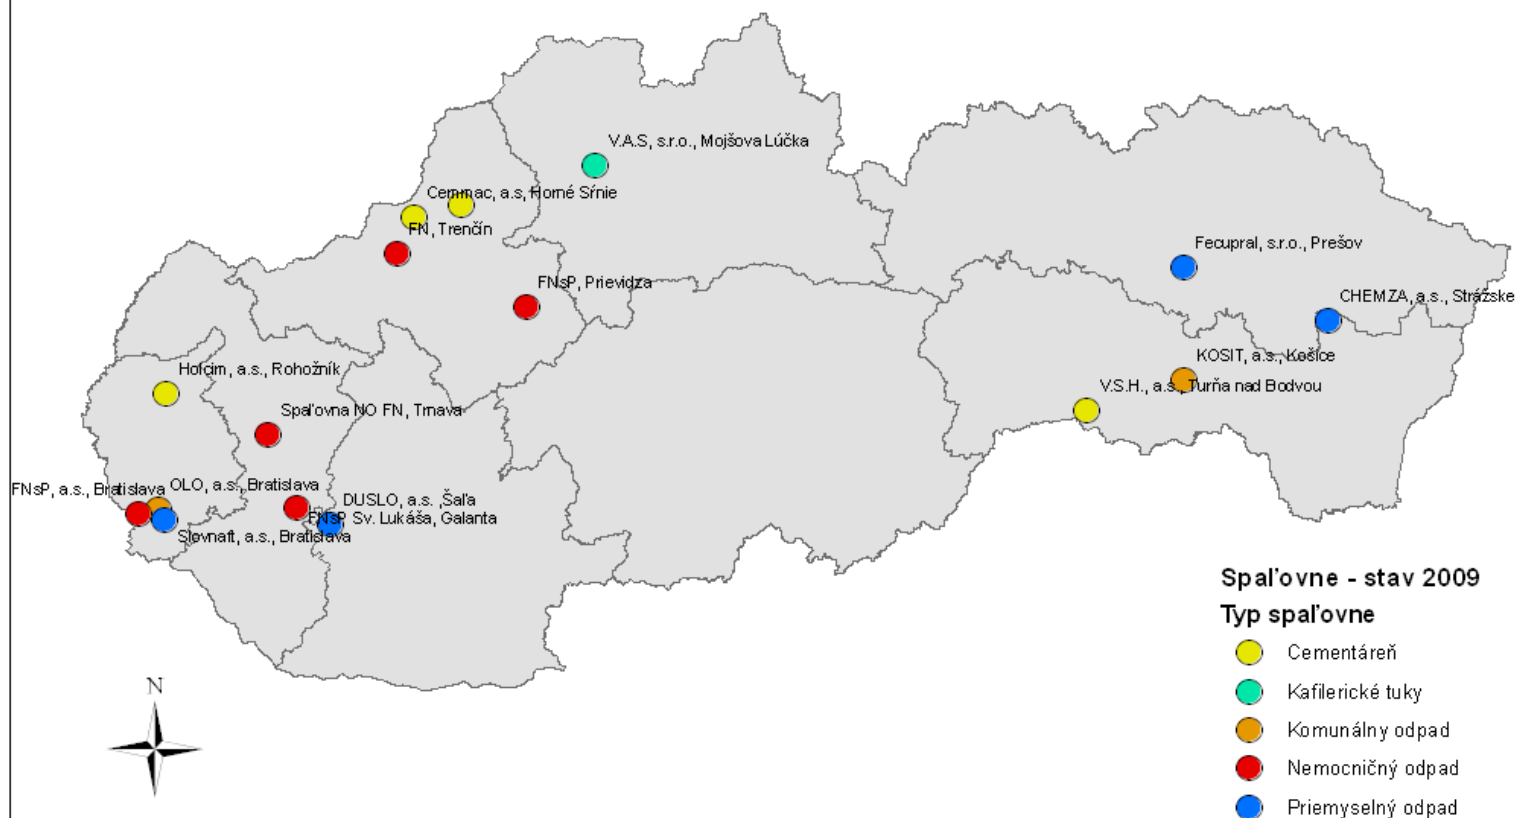 V.A.S, s.r.o., Mojšova Lúčka
Cemmac, a.s, Horné Sŕnie
FN, Trenčín
Fecupral, s.r.o., Prešov
FNsP, Prievidza
CHEMZA, a.s., Strážske
KOSIT, a.s., Košice
Holcim, a.s., Rohožník
V.S.H., a.s., Turňa nad Bodvou
Spaľovna NO FN, Trnava
FNsP, a.s., Bratislava
OLO, a.s., Bratislava
DUSLO, a.s. ,Šaľa
FNsP Sv. Lukáša, Galanta
Slovnaft, a.s., Bratislava
Spaľovne - stav 2009
Typ spaľovne
Cementáreň
Kafilerické tuky
Komunálny odpad
Nemocničný odpad
Priemyselný odpad
N